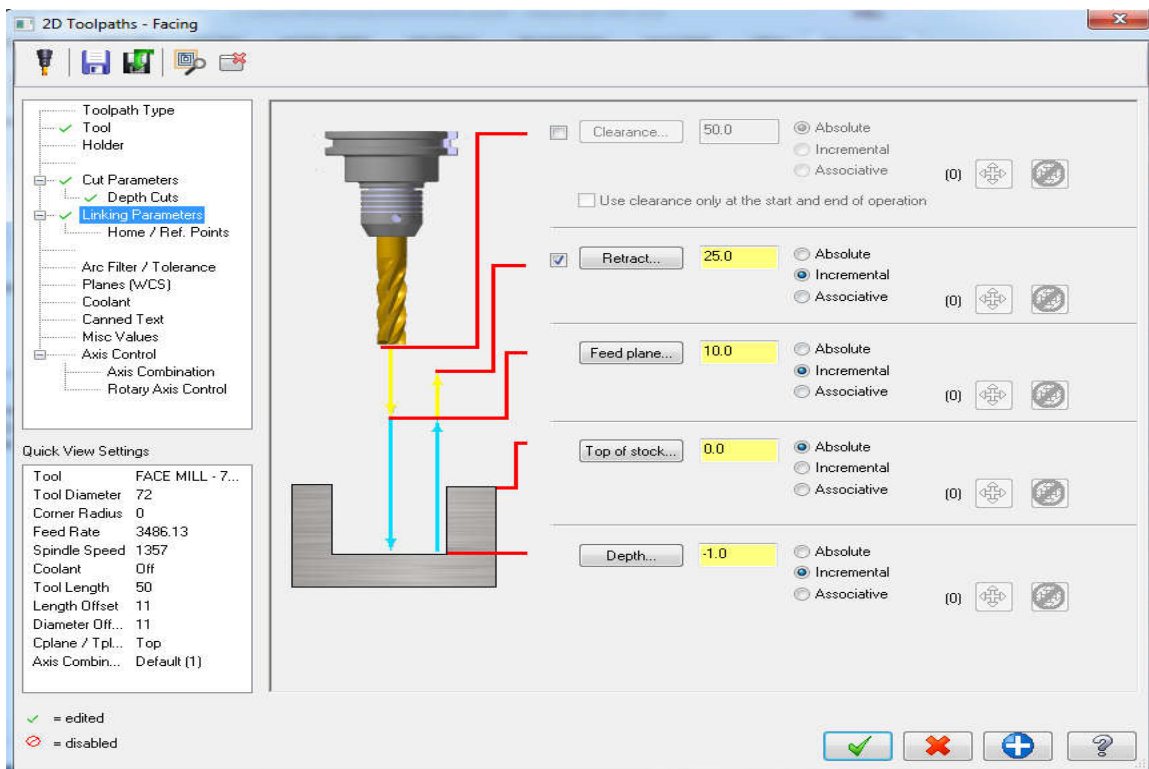 2D Toolpaths - Facing
Toolpath Type
Tool
Holder
Cut Parameters
Depth Cuts
Linking Parameters
Home / Ref. Points
Arc Filter / Tolerance
Planes (WCS)
Coolant
Canned Text
Misc Values
Axis Control
Axis Combination
Rotary Axis Control
Quick View Settings
Tool FACE MILL - 7...
Tool Diameter 72
Corner Radius 0
Feed Rate 3486.13
Spindle Speed 1357
Coolant Off
Tool Length 50
Length Offset 11
Diameter Off... 11
Cplane / Tpl... Top
Axis Combin... Default (1)
= edited
= disabled
Clearance... 50.0 Absolute
Incremental
Associative (0)
Use clearance only at the start and end of operation
Retract... 25.0 Absolute
Incremental
Associative (0)
Feed plane... 10.0 Absolute
Incremental
Associative (0)
Top of stock... 0.0 Absolute
Incremental
Associative (0)
Depth... -1.0 Absolute
Incremental
Associative (0)